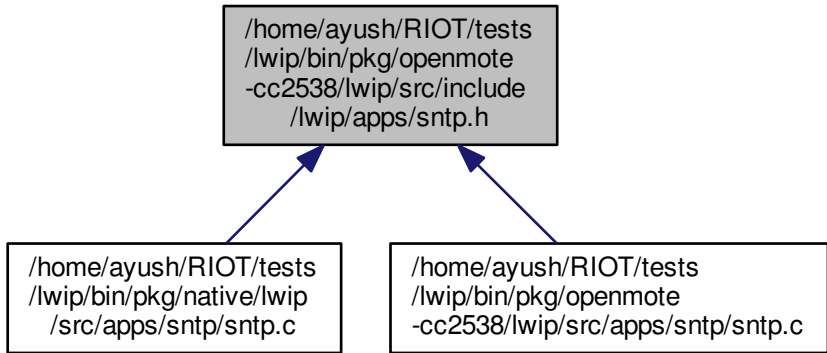 /home/ayush/RIOT/tests
/lwip/bin/pkg/openmote
-cc2538/lwip/src/include
/lwip/apps/sntp.h
/home/ayush/RIOT/tests
/lwip/bin/pkg/native/lwip
/src/apps/sntp/sntp.c
/home/ayush/RIOT/tests
/lwip/bin/pkg/openmote
-cc2538/lwip/src/apps/sntp/sntp.c